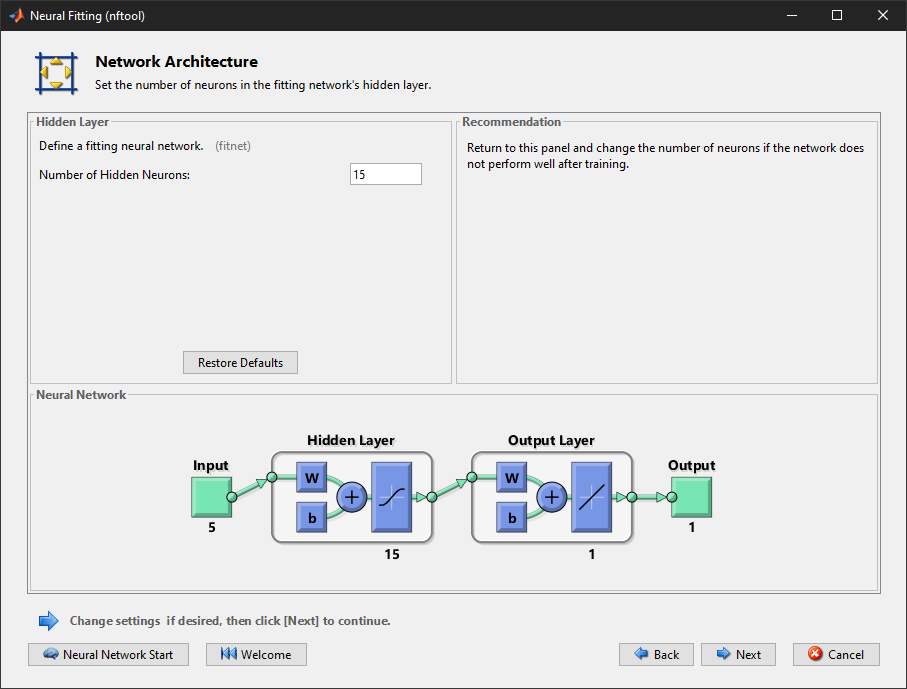 Neural Fitting (nftool)
Network Architecture
Set the number of neurons in the fitting network's hidden layer.
Hidden Layer
Define a fitting neural network. (fitnet)
Number of Hidden Neurons: 15
Restore Defaults
Recommendation
Return to this panel and change the number of neurons if the network does
not perform well after training.
Neural Network
Hidden Layer Output Layer
Input Output
W W
b b
5 1
15 1
Change settings if desired, then click [Next] to continue.
Neural Network Start Welcome Back Next Cancel